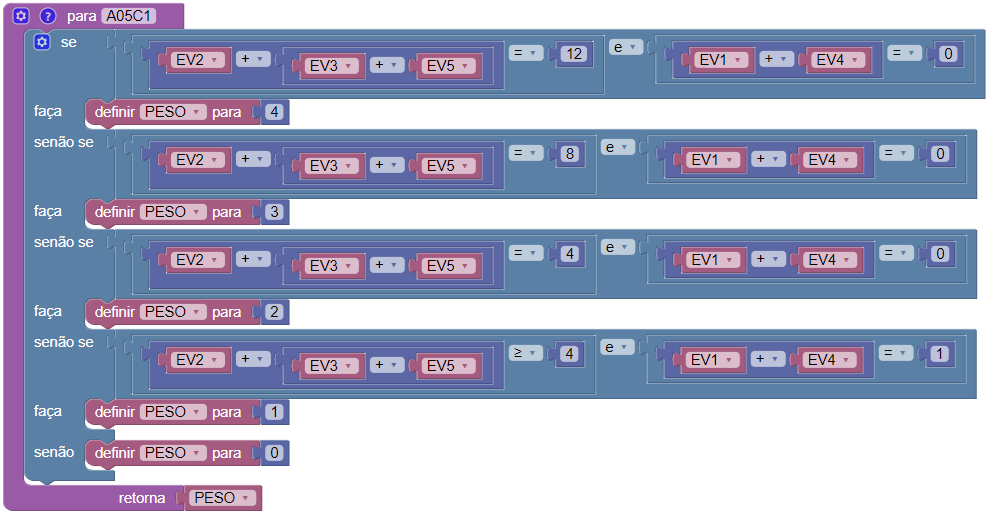 ? para A05C1
se EV2 + EV3 + EV5 = 12 e EV1 + EV4 = 0
faça definir PESO para 4
senão se EV2 + EV3 + EV5 = 8 e EV1 + EV4 = 0
faça definir PESO para 3
senão se EV2 + EV3 + EV5 = 4 e EV1 + EV4 = 0
faça definir PESO para 2
senão se EV2 + EV3 + EV5 ≥ 4 e EV1 + EV4 = 1
faça definir PESO para 1
senão definir PESO para 0
retorna PESO